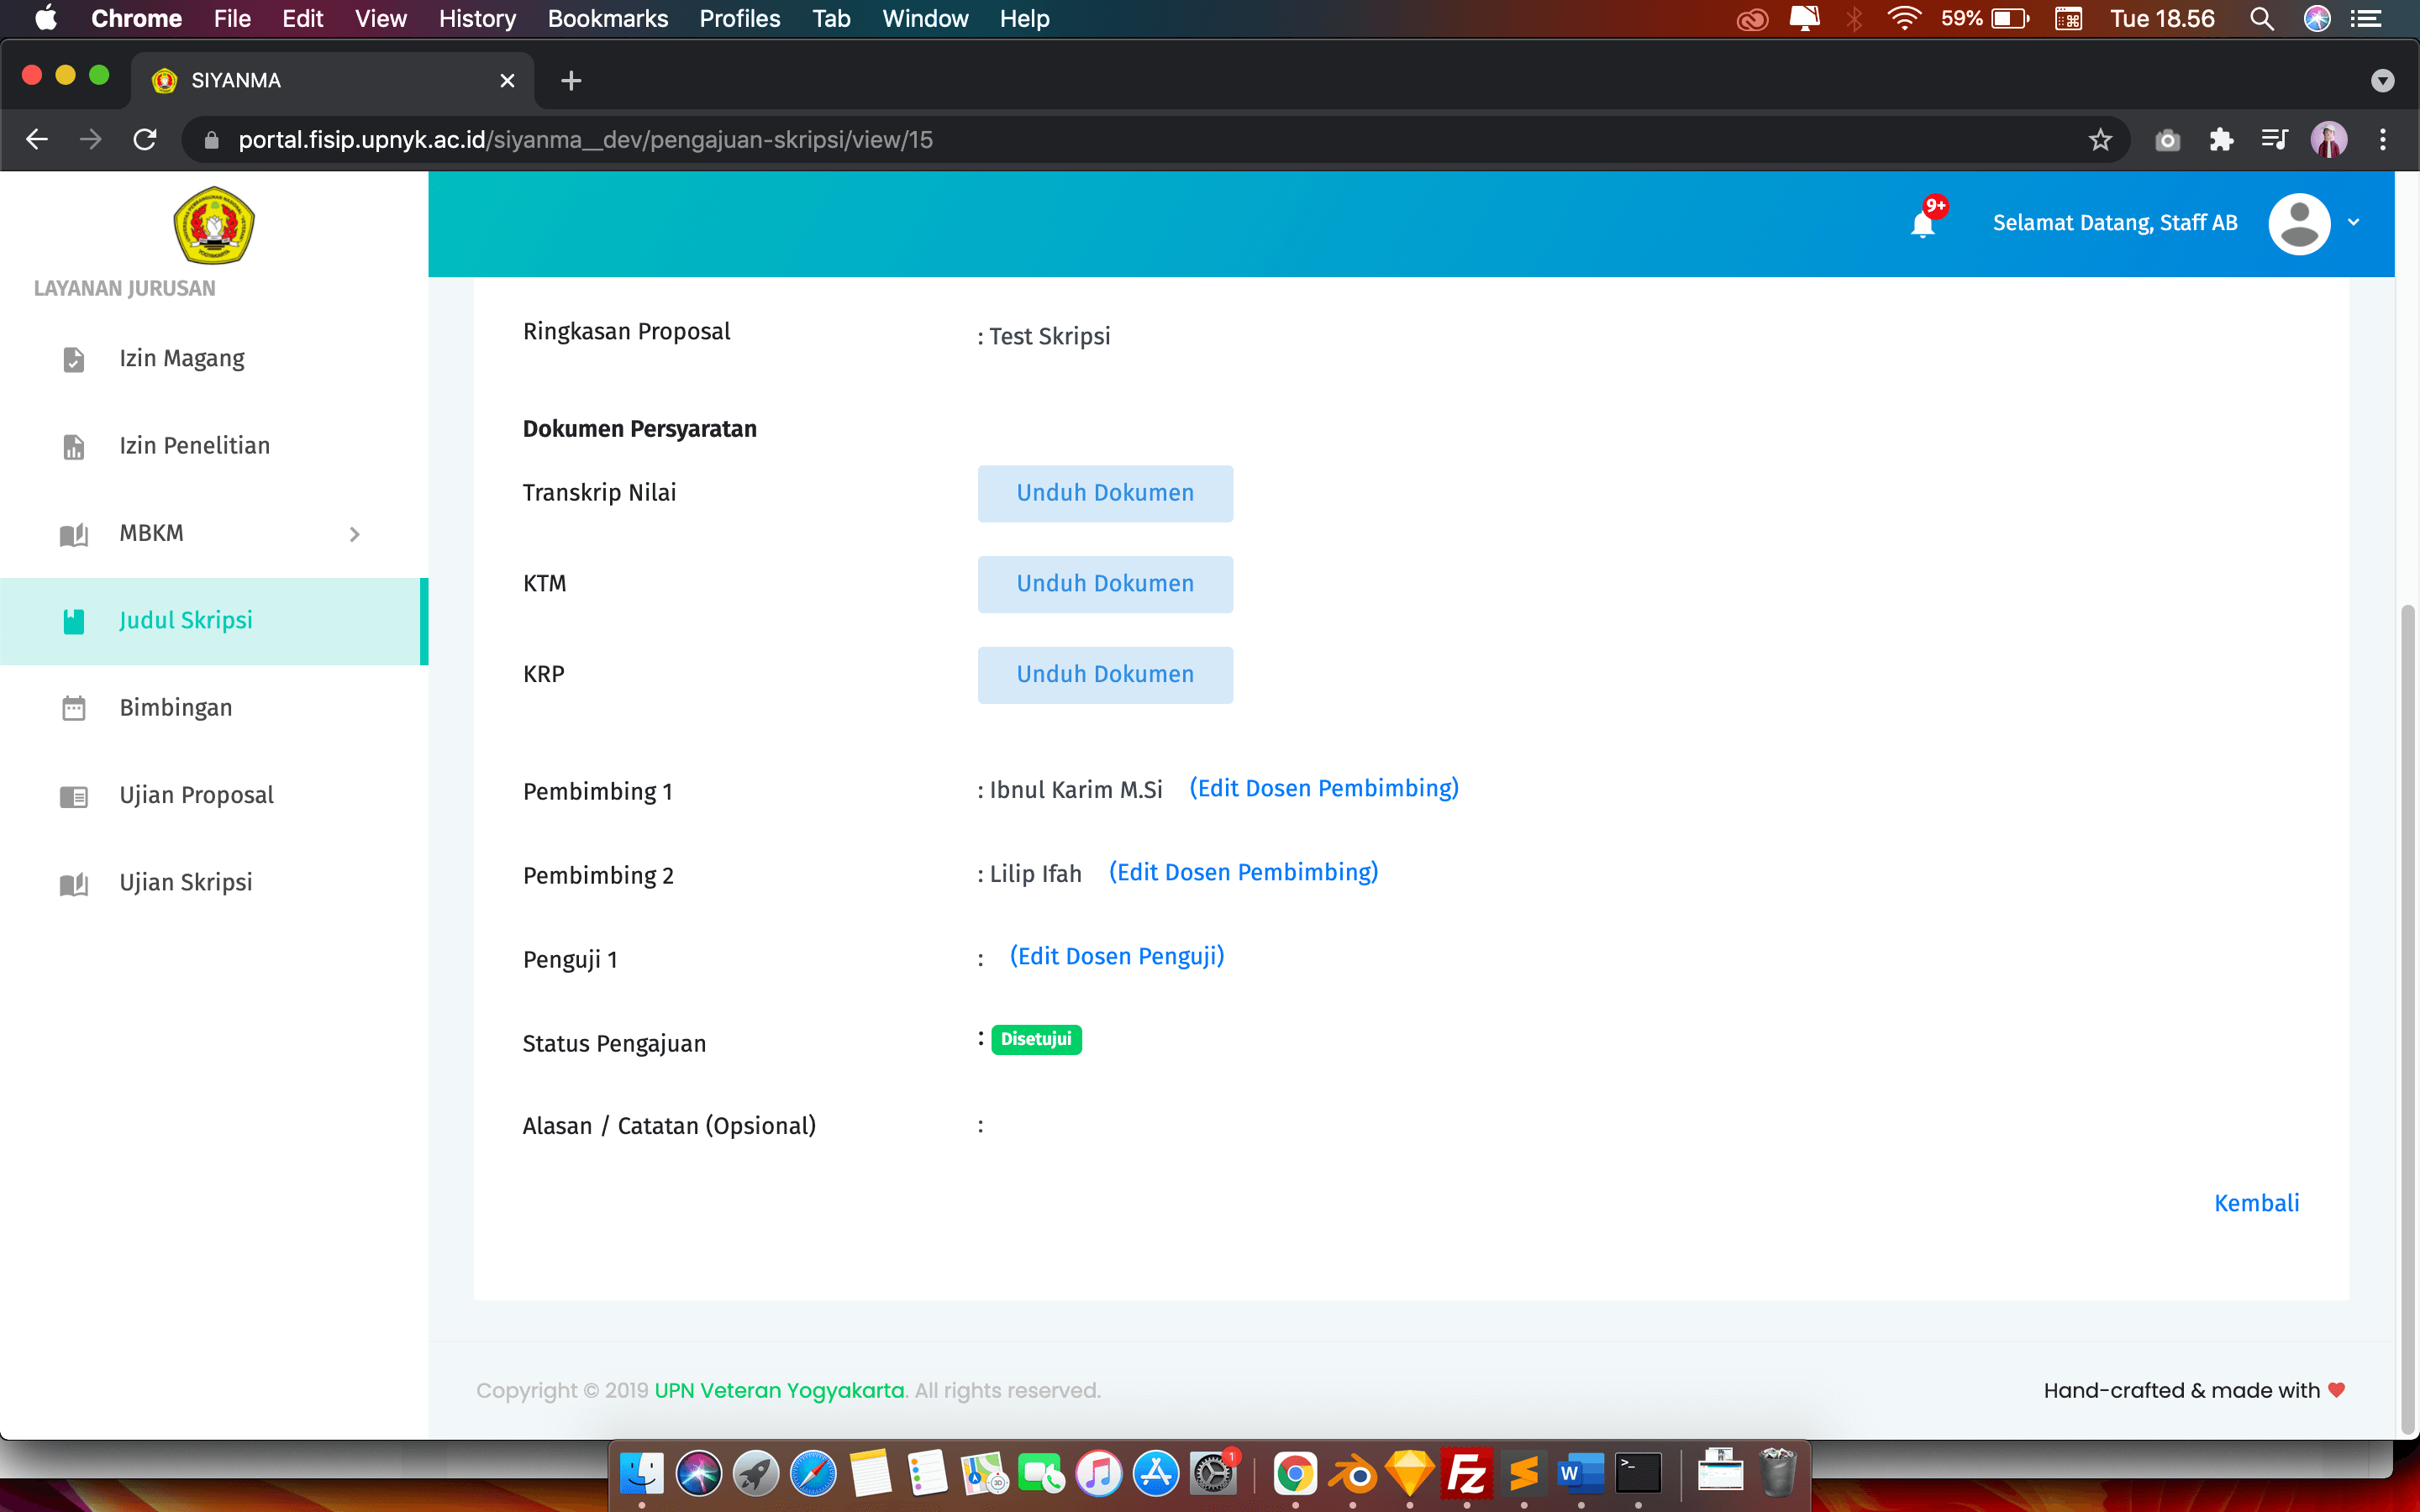 Chrome File Edit View History Bookmarks Profiles Tab Window Help 59% Tue 18.56
SIYANMA
portal.fisip.upnyk.ac.id/siyanma__dev/pengajuan-skripsi/view/15
9+
Selamat Datang, Staff AB
LAYANAN JURUSAN
Izin Magang
Izin Penelitian
MBKM
Judul Skripsi
Bimbingan
Ujian Proposal
Ujian Skripsi
Ringkasan Proposal : Test Skripsi
Dokumen Persyaratan
Transkrip Nilai Unduh Dokumen
KTM Unduh Dokumen
KRP Unduh Dokumen
Pembimbing 1 : Ibnul Karim M.Si (Edit Dosen Pembimbing)
Pembimbing 2 : Lilip Ifah (Edit Dosen Pembimbing)
Penguji 1 : (Edit Dosen Penguji)
Status Pengajuan : Disetujui
Alasan / Catatan (Opsional) :
Kembali
Copyright © 2019 UPN Veteran Yogyakarta. All rights reserved.
Hand-crafted & made with
1